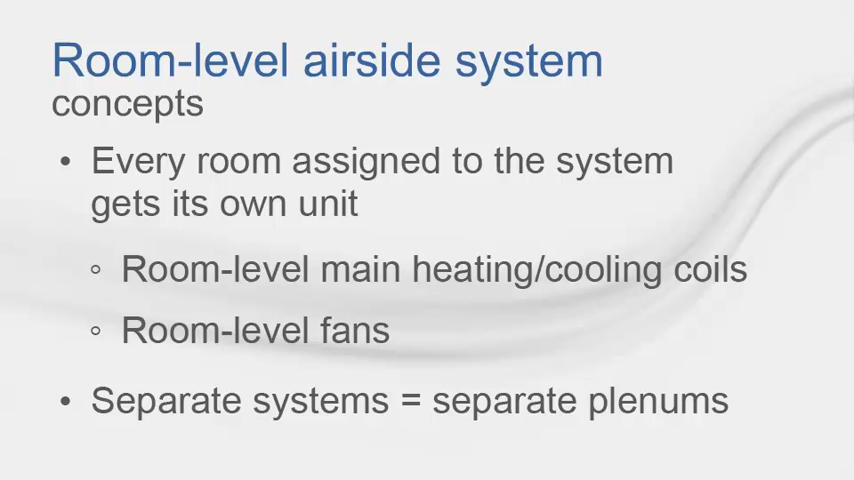 Room-level airside system
concepts
• Every room assigned to the system
gets its own unit
◦ Room-level main heating/cooling coils
◦ Room-level fans
• Separate systems = separate plenums